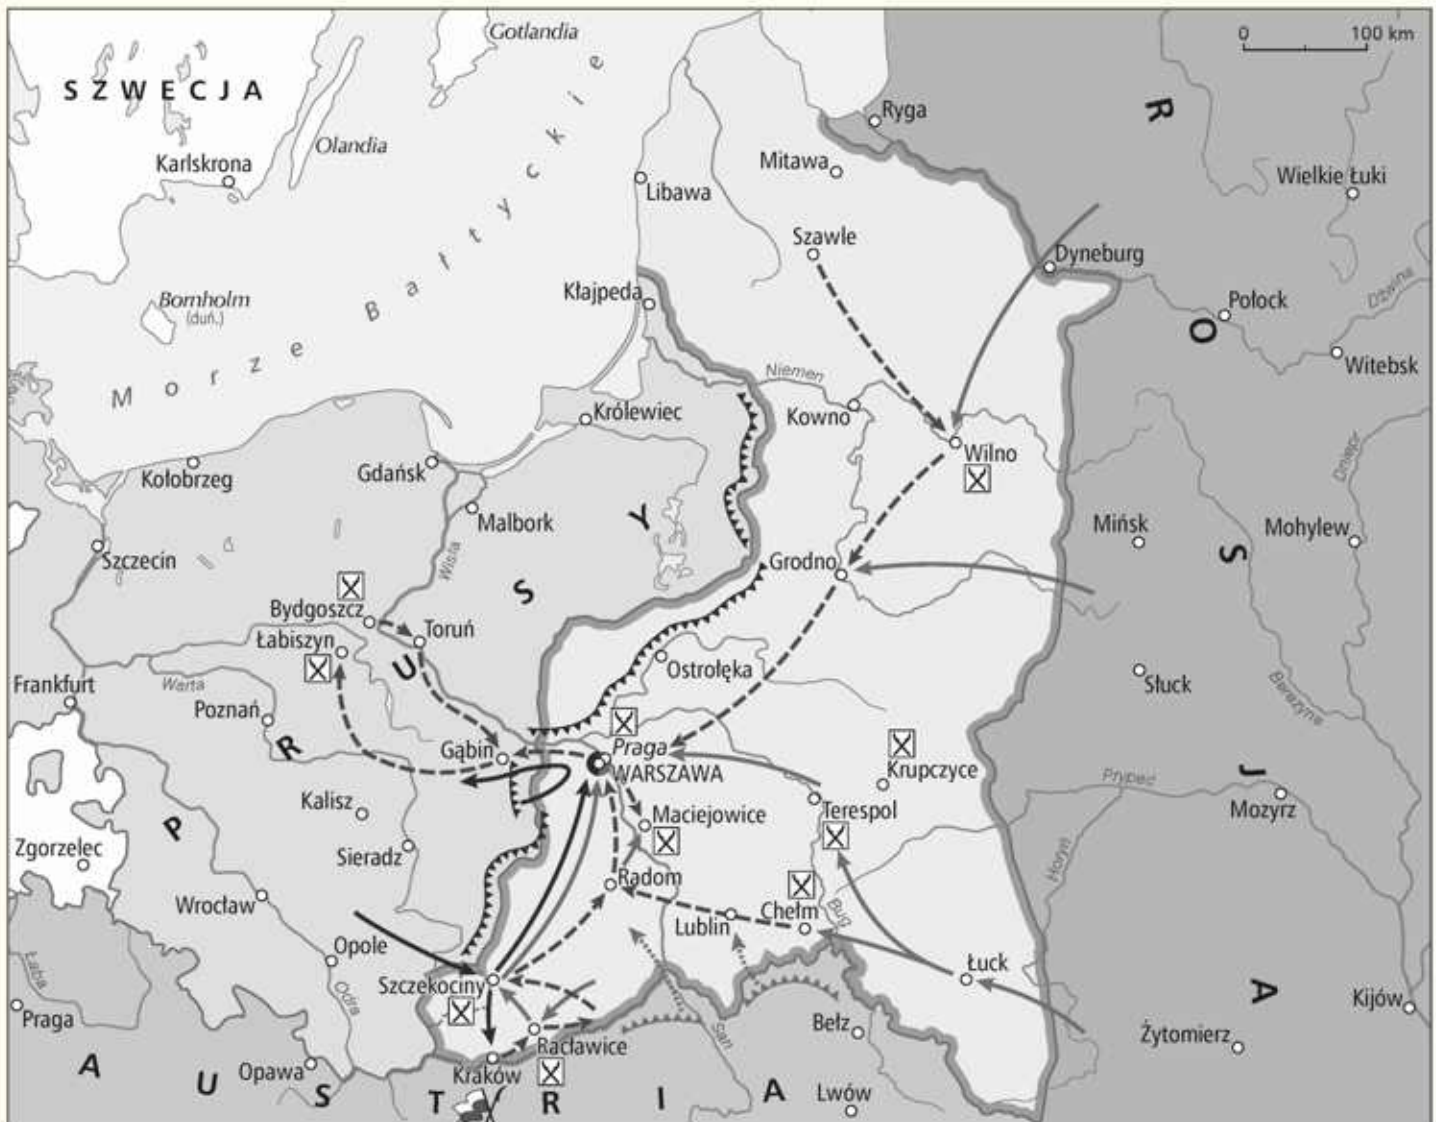 Gotlandia
0 100 km
SZWECJA
Olandia
Karlskrona
Morze Bałtyckie
Bornholm
(duń.)
Ryga
Mitawa
Libawa
Wielkie Łuki
Szawle
Dyneburg
Kłajpeda
Połock
Dźwina
Witebsk
Niemen
Kowno
Królewiec
Wilno
Kołobrzeg
Gdańsk
Malbork
Szczecin
Wisła
Mińsk
Mohylew
Dniepr
Grodno
Bydgoszcz
Toruń
Łabiszyn
Ostrołęka
Słuck
Berezyna
Frankfurt
Warta
Poznań
Gąbin
Praga
WARSZAWA
Krupczyce
Terespol
Prypeć
Mozyrz
Kalisz
Maciejowice
Sieradz
Zgorzelec
Radom
Horyń
Wrocław
Lublin
Chełm
Bug
Opole
Szczekociny
Łuck
Łaba
Odra
Praga
Kijów
Bełz
Żytomierz
San
Racławice
Opawa
Kraków
Lwów
PRUSY
ROSJA
AUSTRIA